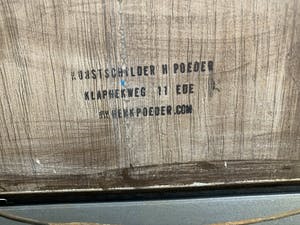 KUNSTSCHILDER H POEDER
KLAPHEKWEG 11 EDE
WWW.HENKPOEDER.COM